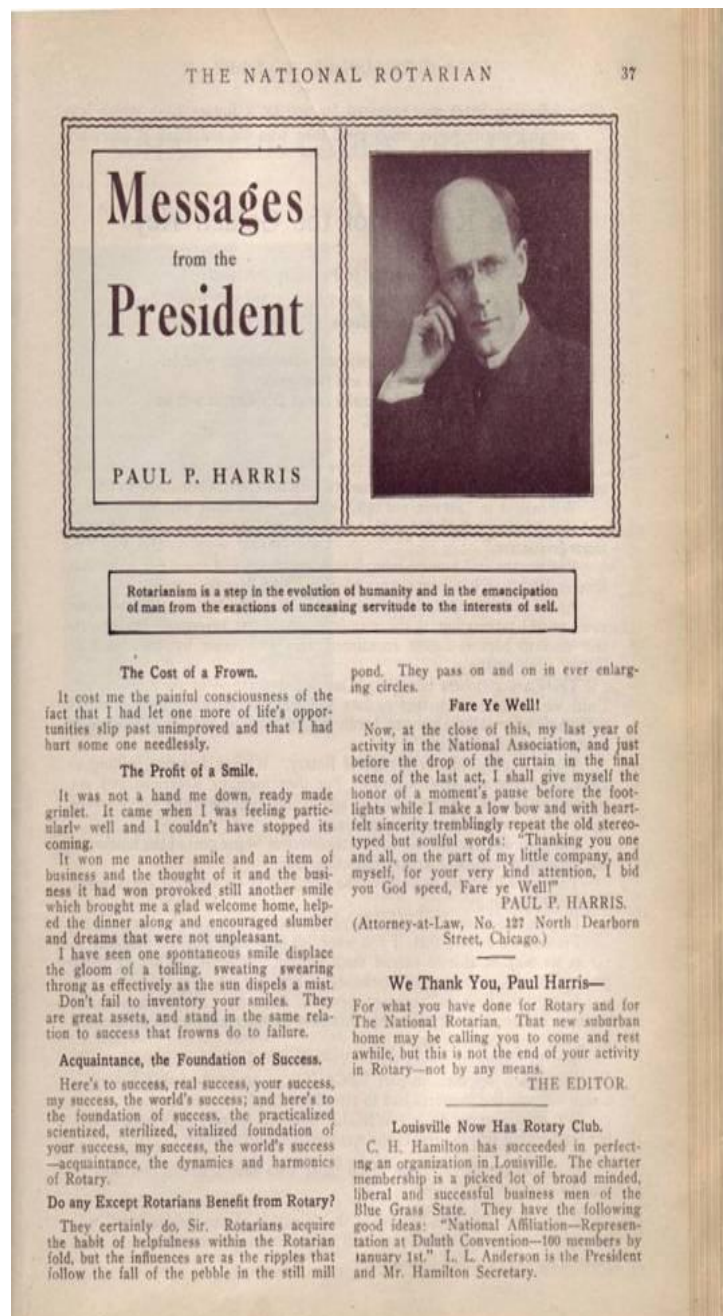 THE NATIONAL ROTARIAN 37
Messages
from the
President
PAUL P. HARRIS
Rotarianism is a step in the evolution of humanity and in the emancipation
of man from the exactions of unceasing servitude to the interests of self.
The Cost of a Frown.
It cost me the painful consciousness of the
fact that I had let one more of life's oppor-
tunities slip past unimproved and that I had
hurt some one needlessly.
The Profit of a Smile.
It was not a hand me down, ready made
grinlet. It came when I was feeling partic-
ularly well and I couldn't have stopped its
coming.
It won me another smile and an item of
business and the thought of it and the busi-
ness it had won provoked still another smile
which brought me a glad welcome home, help-
ed the dinner along and encouraged slumber
and dreams that were not unpleasant.
I have seen one spontaneous smile displace
the gloom of a toiling, sweating swearing
throng as effectively as the sun dispels a mist.
Don't fail to inventory your smiles. They
are great assets, and stand in the same rela-
tion to success that frowns do to failure.
Acquaintance, the Foundation of Success.
Here's to success, real success, your success,
my success, the world's success; and here's to
the foundation of success, the practicalized
scientized, sterilized, vitalized foundation of
your success, my success, the world's success
—acquaintance, the dynamics and harmonics
of Rotary.
Do any Except Rotarians Benefit from Rotary?
They certainly do, Sir. Rotarians acquire
the habit of helpfulness within the Rotarian
fold, but the influences are as the ripples that
follow the fall of the pebble in the still mill
pond. They pass on and on in ever enlarg-
ing circles.
Fare Ye Well!
Now, at the close of this, my last year of
activity in the National Association, and just
before the drop of the curtain in the final
scene of the last act, I shall give myself the
honor of a moment's pause before the foot-
lights while I make a low bow and with heart-
felt sincerity tremblingly repeat the old stereo-
typed but soulful words: "Thanking you one
and all, on the part of my little company, and
myself, for your very kind attention, I bid
you God speed, Fare ye Well!"
PAUL P. HARRIS.
(Attorney-at-Law, No. 127 North Dearborn
Street, Chicago.)
We Thank You, Paul Harris—
For what you have done for Rotary and for
The National Rotarian. That new suburban
home may be calling you to come and rest
awhile, but this is not the end of your activity
in Rotary—not by any means.
THE EDITOR.
Louisville Now Has Rotary Club.
C. H. Hamilton has succeeded in perfect-
ing an organization in Louisville. The charter
membership is a picked lot of broad minded,
liberal and successful business men of the
Blue Grass State. They have the following
good ideas: "National Affiliation—Represen-
tation at Duluth Convention—100 members by
January 1st." L. L. Anderson is the President
and Mr. Hamilton Secretary.